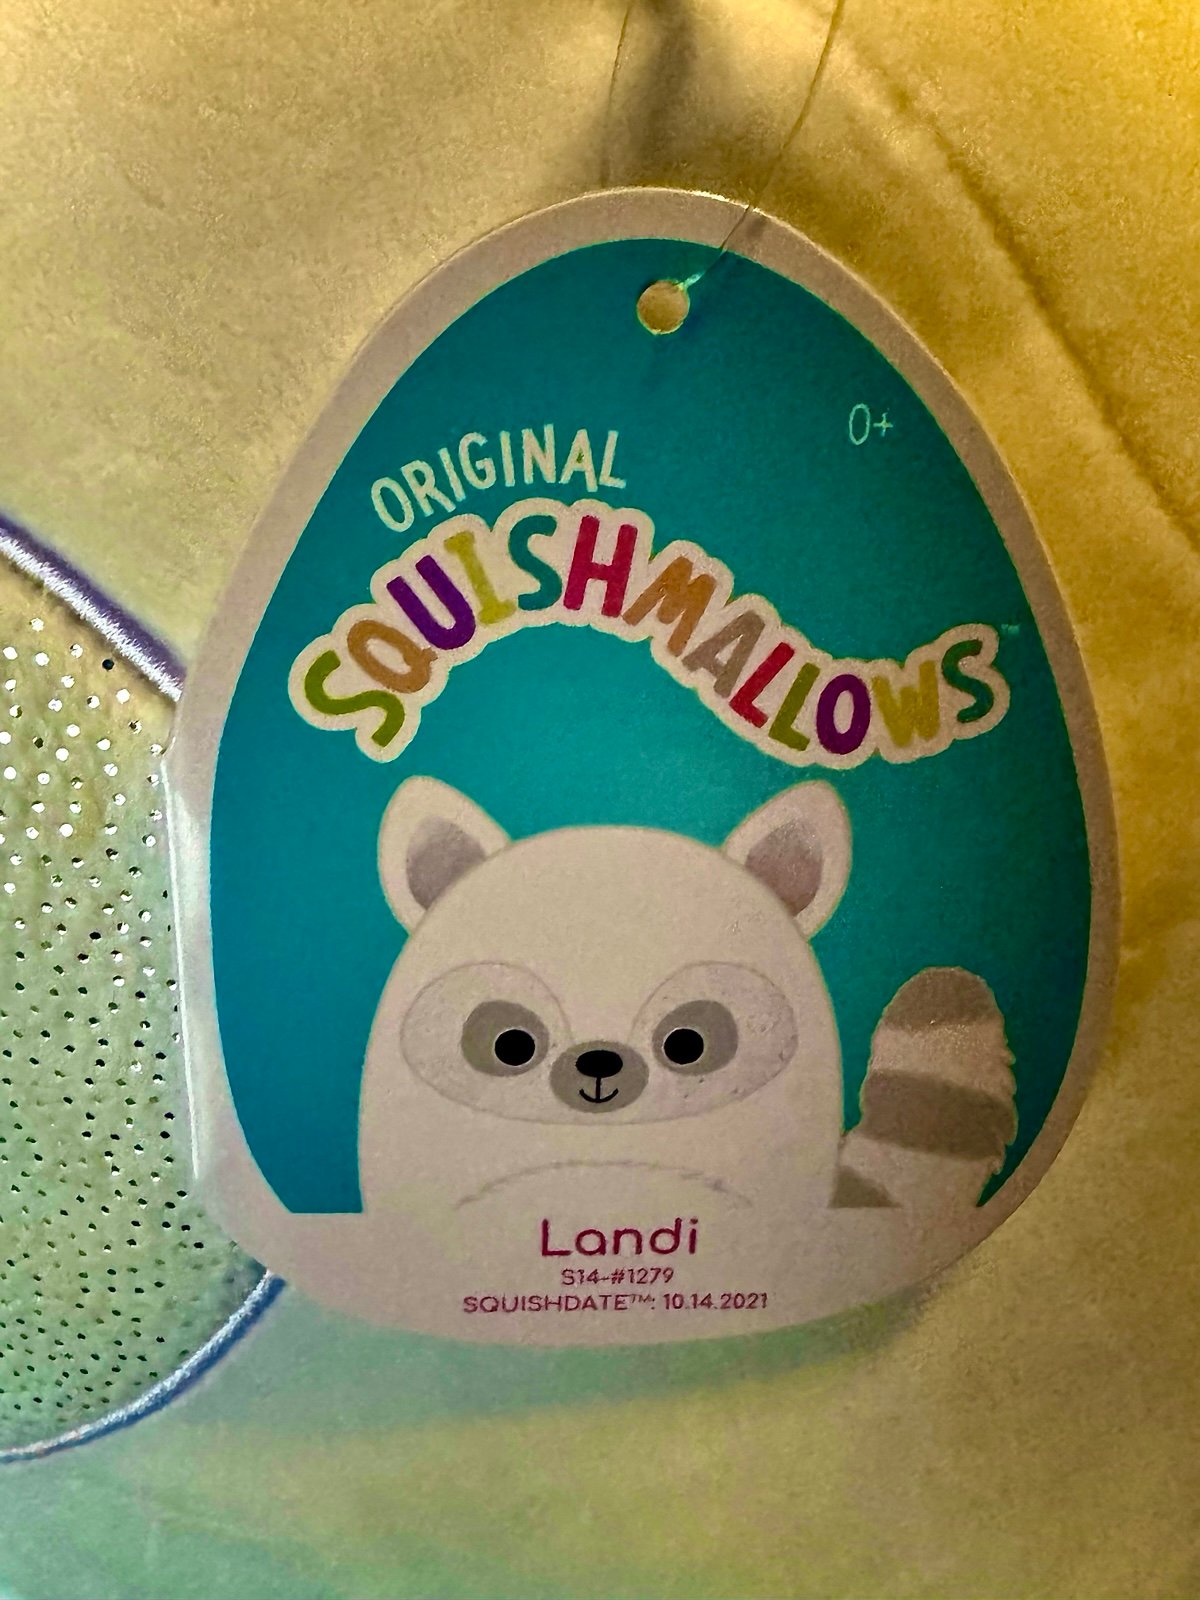 0+
ORIGINAL
SQUISHMALLOWS™
Landi
S14-#1279
SQUISHDATE™: 10.14.2021